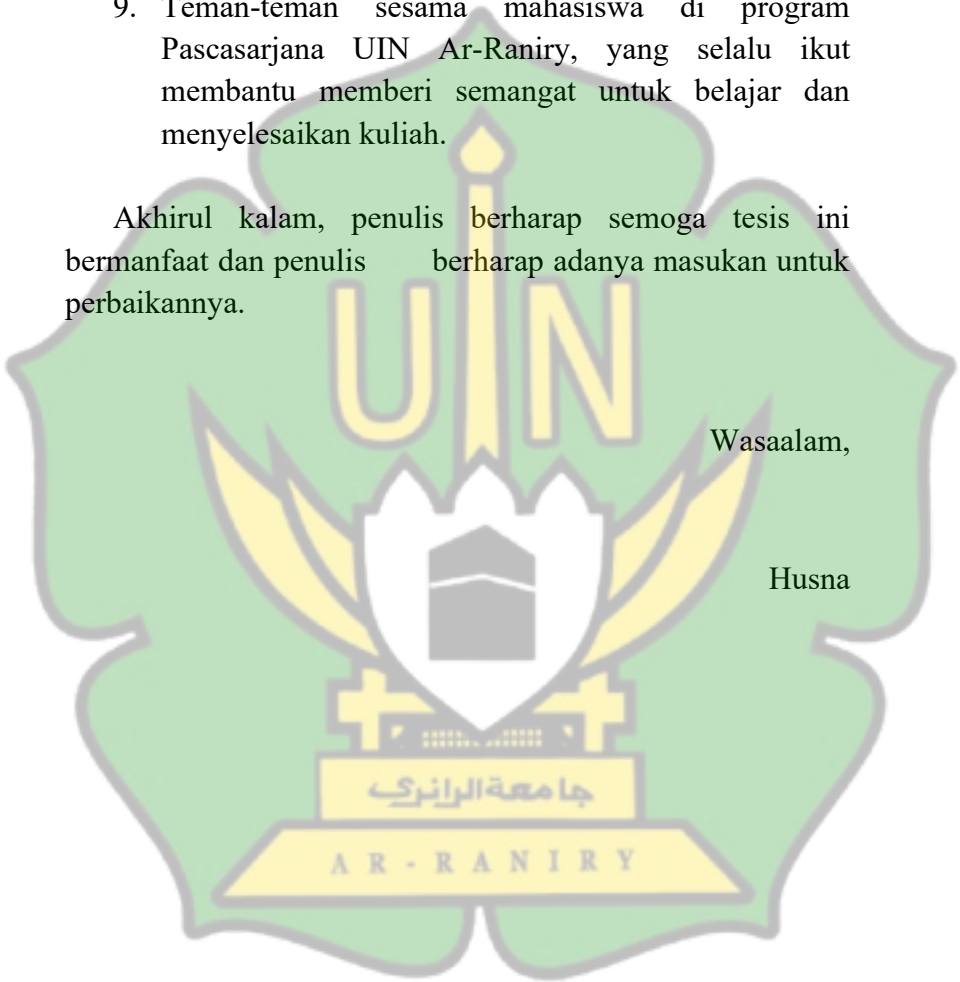 9. Teman-teman sesama mahasiswa di program
Pascasarjana UIN Ar-Raniry, yang selalu ikut
membantu memberi semangat untuk belajar dan
menyelesaikan kuliah.
Akhirul kalam, penulis berharap semoga tesis ini
bermanfaat dan penulis berharap adanya masukan untuk
perbaikannya.
UIN
Wasaalam,
Husna
جامعة الرانري
AR-RANIRY